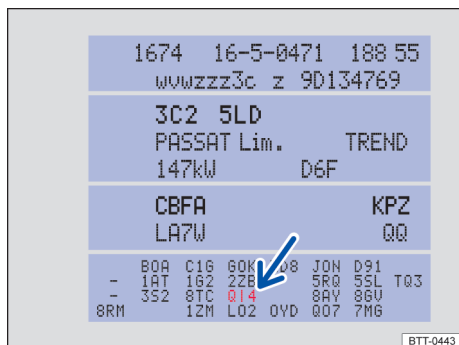 1674 16-5-0471 188 55
wvwzzz3c z 9D134769
3C2 5LD
PASSAT Lim. TREND
147kW D6F
CBFA KPZ
LA7W QQ
B0A C1G G0K D8 J0N D91
- 1AT 1G2 2ZB 5RQ 5SL TQ3
- 3S2 8TC QI4 8AY 8GV
8RM 1ZM L02 0YD Q07 7MG
BTT-0443